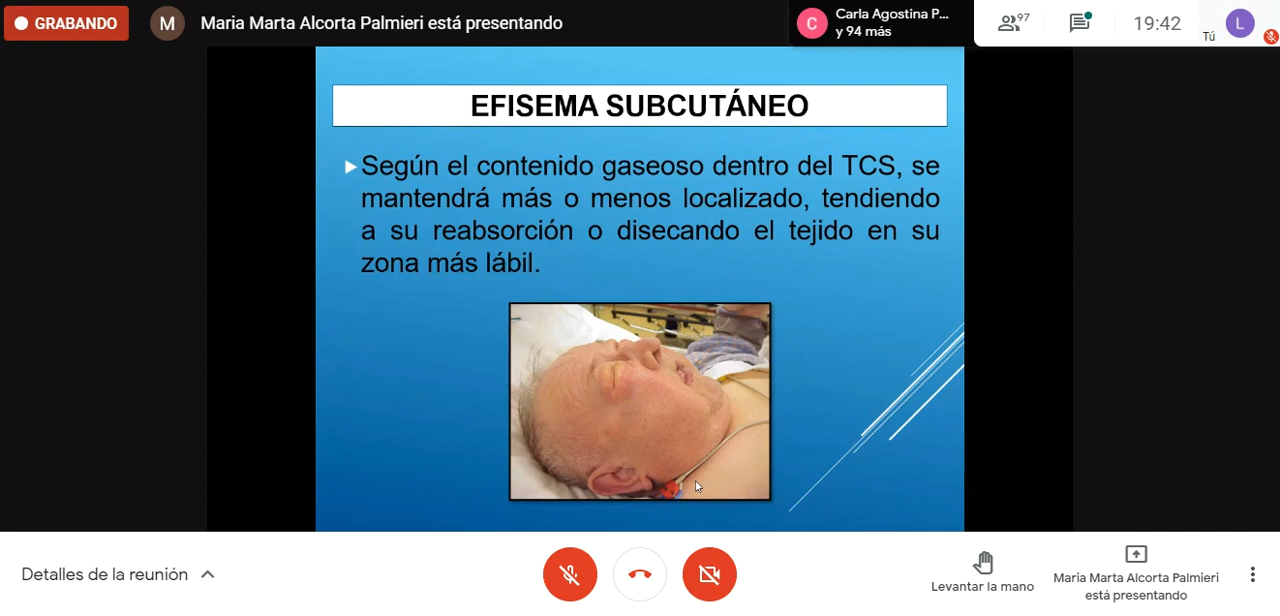 GRABANDO
M
Maria Marta Alcorta Palmieri está presentando
C
Carla Agostina P...
y 94 más
97
19:42
Tú
L
EFISEMA SUBCUTÁNEO
Según el contenido gaseoso dentro del TCS, se
mantendrá más o menos localizado, tendiendo
a su reabsorción o disecando el tejido en su
zona más lábil.
Detalles de la reunión
Levantar la mano
Maria Marta Alcorta Palmieri
está presentando